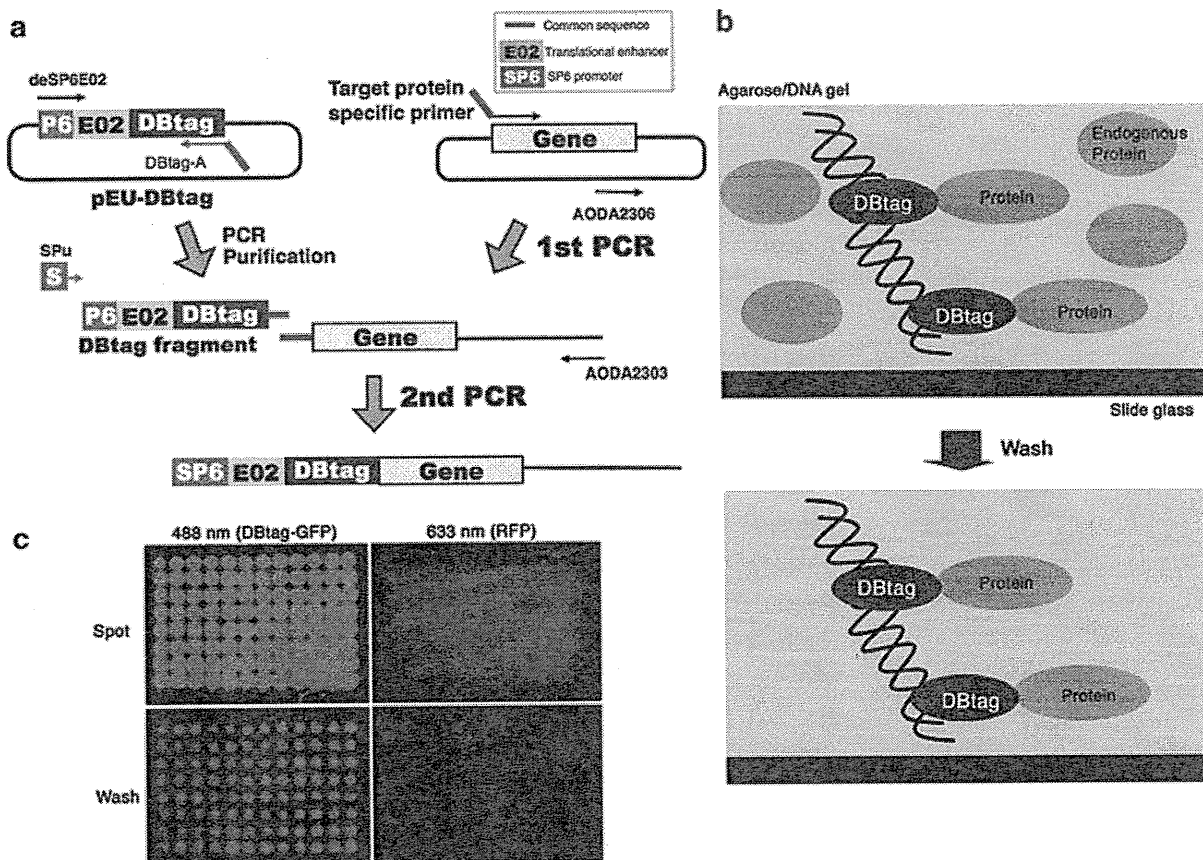 a
Common sequence
E02 Translational enhancer
SP6 SP6 promoter
deSP6E02
P6 E02 DBtag
DBtag-A
pEU-DBtag
Target protein
specific primer
Gene
AODA2306
PCR
Purification
1st PCR
SPu
S
P6 E02 DBtag
DBtag fragment
Gene
AODA2303
2nd PCR
SP6 E02 DBtag Gene
b
Agarose/DNA gel
Endogenous
Protein
DBtag Protein
DBtag Protein
Slide glass
Wash
DBtag Protein
DBtag Protein
c
488 nm (DBtag-GFP) 633 nm (RFP)
Spot
Wash